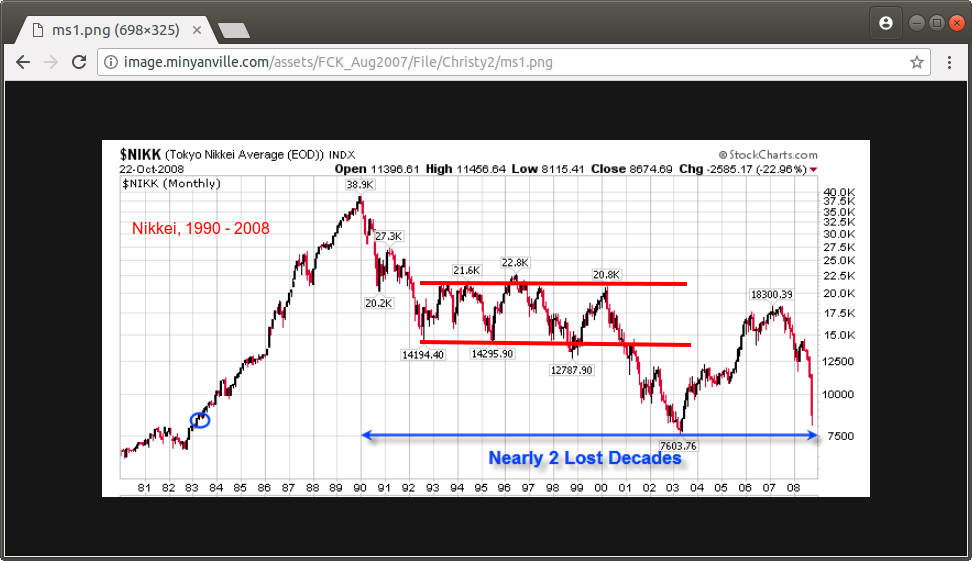 ms1.png (698×325)
image.minyanville.com/assets/FCK_Aug2007/File/Christy2/ms1.png
$NIKK (Tokyo Nikkei Average (EOD)) INDX
© StockCharts.com
22-Oct-2008
Open 11396.61 High 11456.64 Low 8115.41 Close 8674.69 Chg -2585.17 (-22.96%)
$NIKK (Monthly)
38.9K
40.0K
37.5K
35.0K
32.5K
Nikkei, 1990 - 2008
30.0K
27.3K
27.5K
25.0K
22.8K
22.5K
21.6K
20.8K
20.2K
20.0K
18300.39
17.5K
15.0K
14194.40
14295.90
12787.90
12500
10000
7500
7603.76
Nearly 2 Lost Decades
81 82 83 84 85 86 87 88 89 90 91 92 93 94 95 96 97 98 99 00 01 02 03 04 05 06 07 08